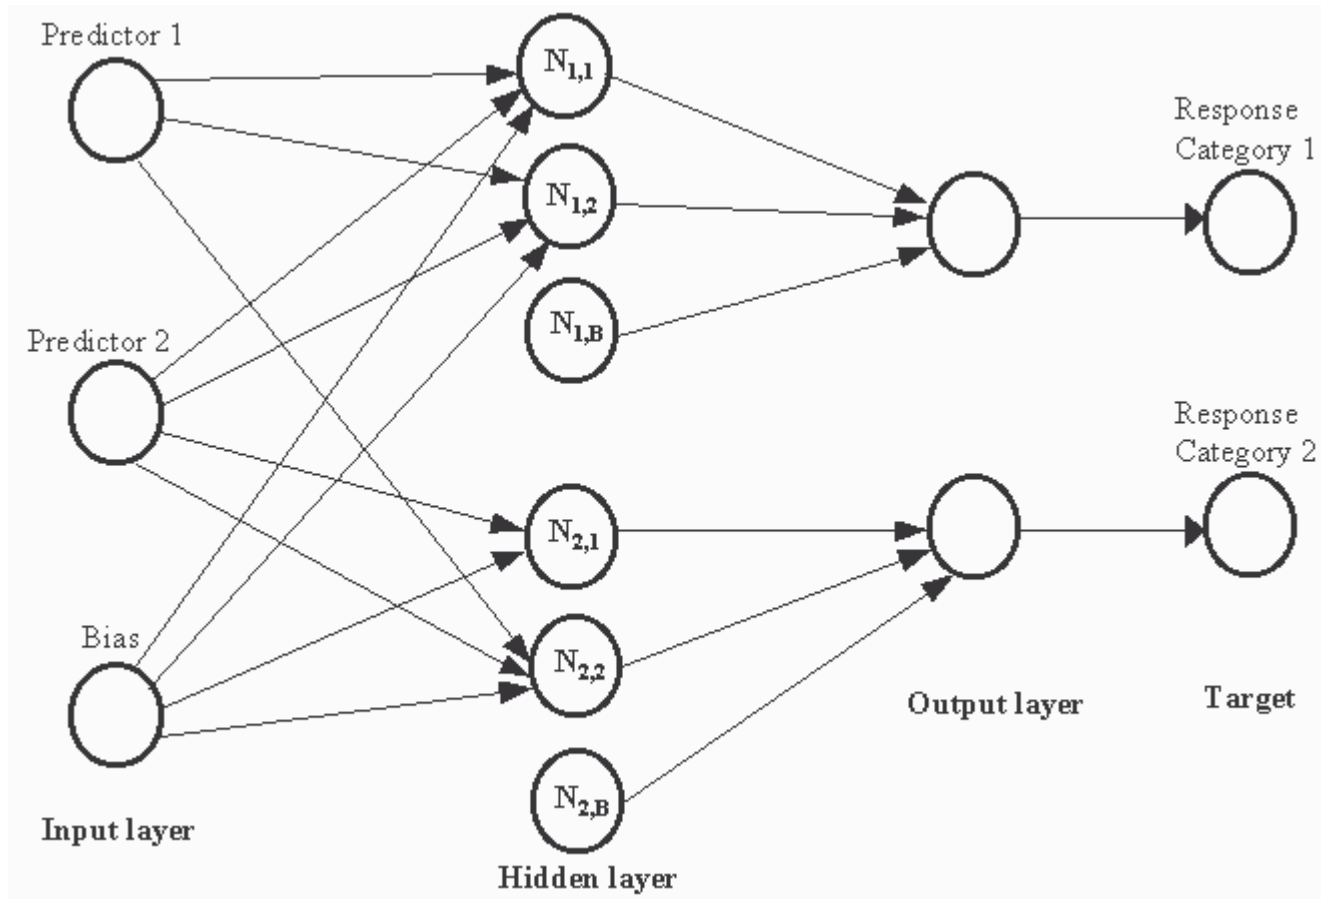 Predictor 1
N1,1
Response
Category 1
N1,2
N1,B
Predictor 2
Response
Category 2
N2,1
Bias
N2,2
Output layer
Target
N2,B
Input layer
Hidden layer